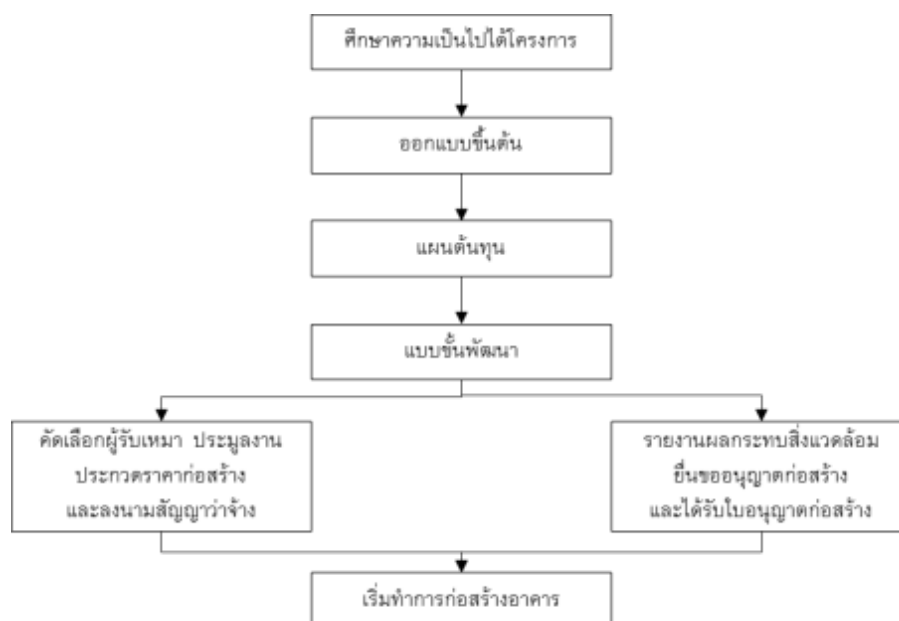 ศึกษาความเป็นไปได้โครงการ
ออกแบบขึ้นต้น
แผนต้นทุน
แบบขั้นพัฒนา
คัดเลือกผู้รับเหมา ประมูลงาน
ประกวดราคาก่อสร้าง
และลงนามสัญญาว่าจ้าง
รายงานผลกระทบสิ่งแวดล้อม
ยื่นขออนุญาตก่อสร้าง
และได้รับใบอนุญาตก่อสร้าง
เริ่มทำการก่อสร้างอาคาร